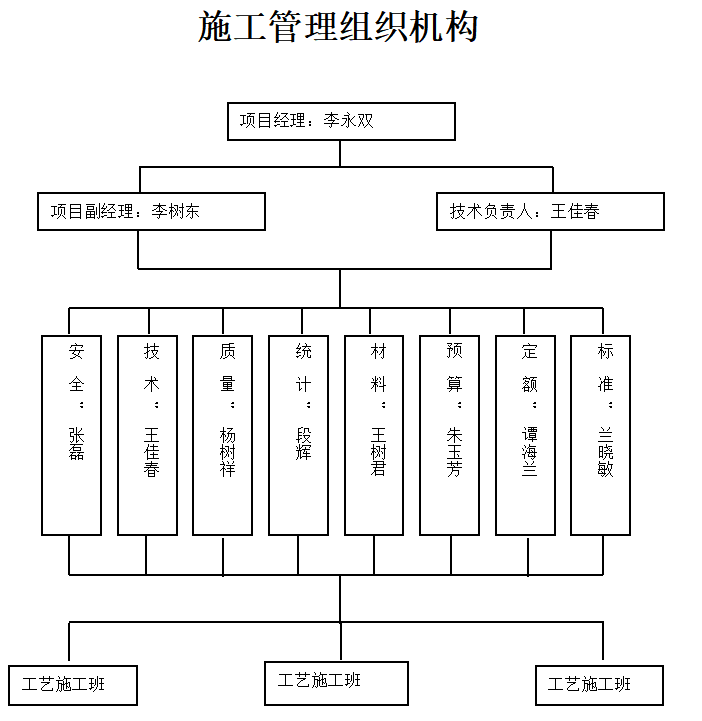 施工管理组织机构
项目经理：李永双
项目副经理：李树东
技术负责人：王佳春
安全：张磊
技术：王佳春
质量：杨树祥
统计：段辉
材料：王树君
预算：朱玉芳
定额：谭海兰
标准：兰晓敏
工艺施工班
工艺施工班
工艺施工班